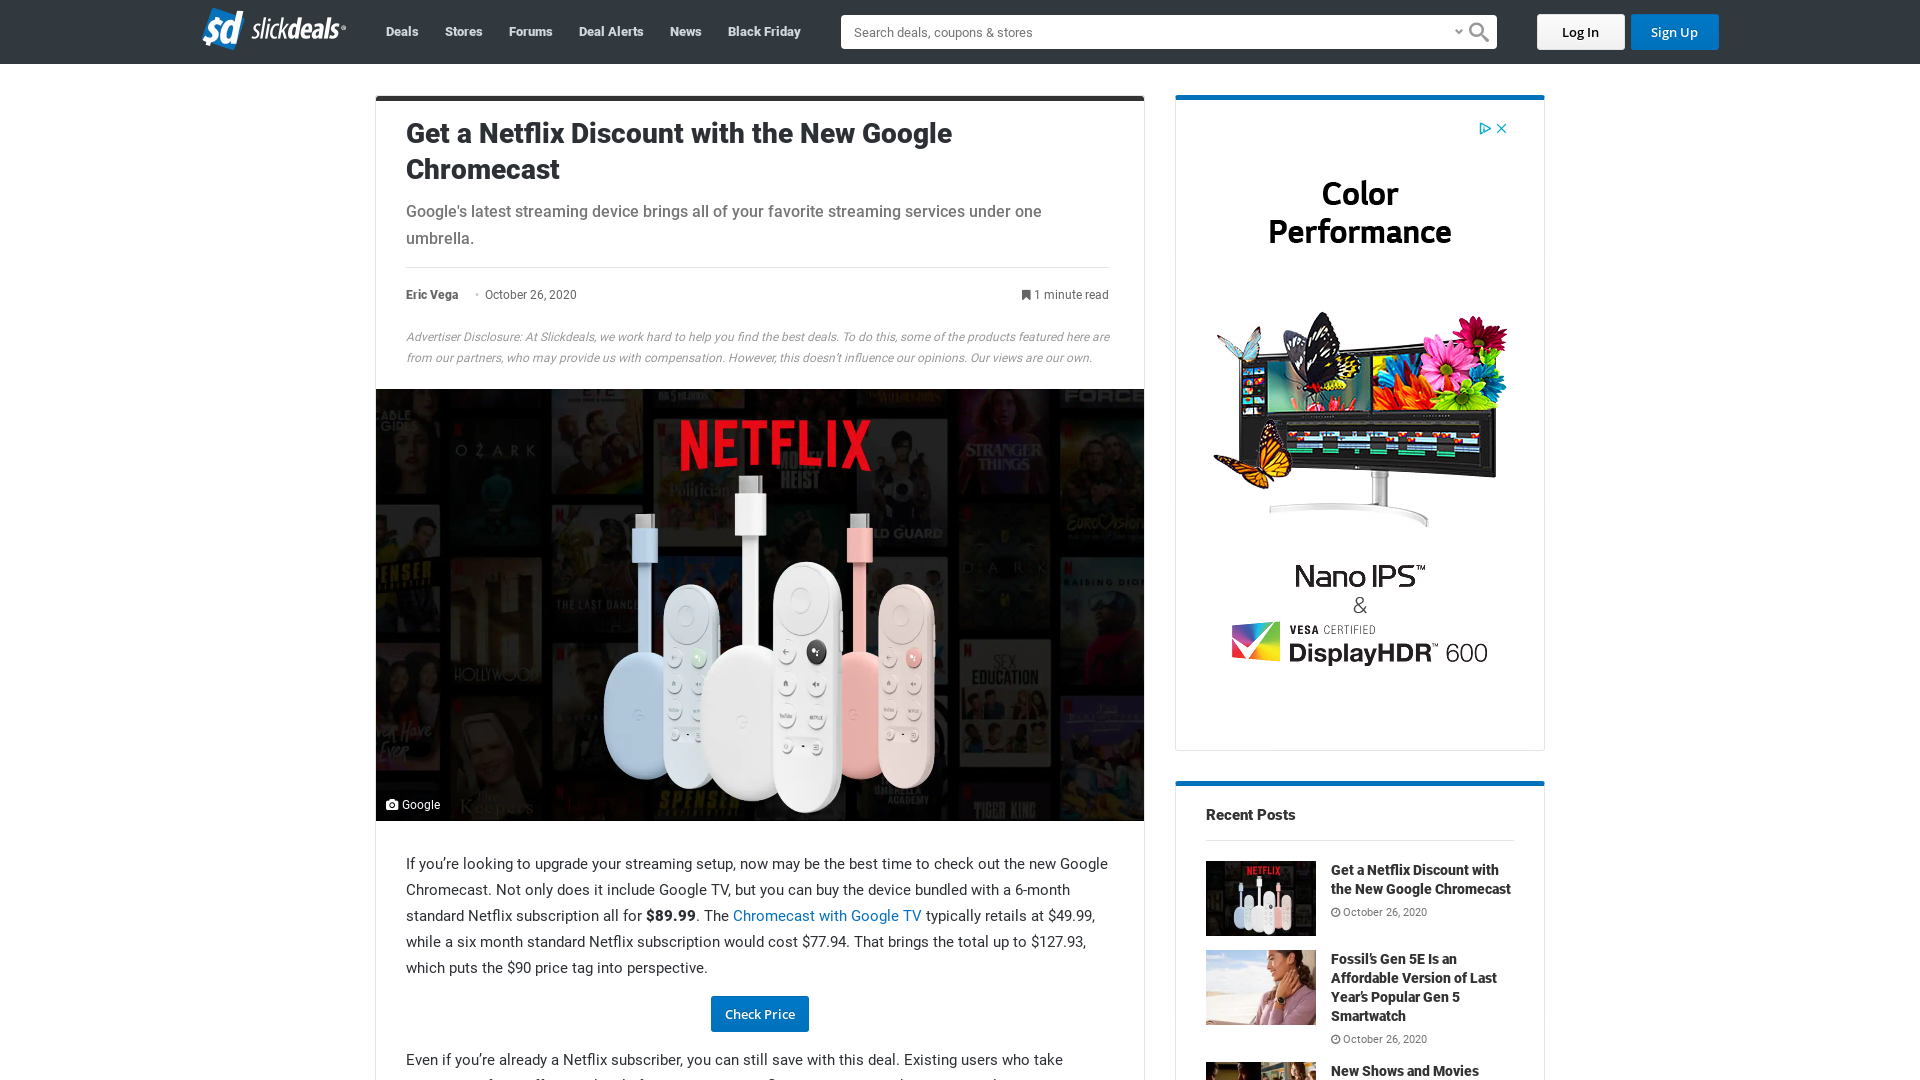 sd slickdeals
Deals
Stores
Forums
Deal Alerts
News
Black Friday
Search deals, coupons & stores
Log In
Sign Up
Get a Netflix Discount with the New Google
Chromecast
Google's latest streaming device brings all of your favorite streaming services under one
umbrella.
Eric Vega
• October 26, 2020
1 minute read
Advertiser Disclosure: At Slickdeals, we work hard to help you find the best deals. To do this, some of the products featured here are
from our partners, who may provide us with compensation. However, this doesn't influence our opinions. Our views are our own.
NETFLIX
OZARK
STRANGER
THINGS
MONEY
HEIST
Politician
THE LAST DANCE
DARK
HOLLYWOOD
SEX
EDUCATION
UMBRELLA
ACADEMY
SPENSER
TIGER KING
Google
If you’re looking to upgrade your streaming setup, now may be the best time to check out the new Google
Chromecast. Not only does it include Google TV, but you can buy the device bundled with a 6-month
standard Netflix subscription all for $89.99. The Chromecast with Google TV typically retails at $49.99,
while a six month standard Netflix subscription would cost $77.94. That brings the total up to $127.93,
which puts the $90 price tag into perspective.
Check Price
Even if you’re already a Netflix subscriber, you can still save with this deal. Existing users who take
Color
Performance
Nano IPS™
&
VESA CERTIFIED
DisplayHDR™ 600
Recent Posts
Get a Netflix Discount with
the New Google Chromecast
October 26, 2020
Fossil’s Gen 5E Is an
Affordable Version of Last
Year’s Popular Gen 5
Smartwatch
October 26, 2020
New Shows and Movies